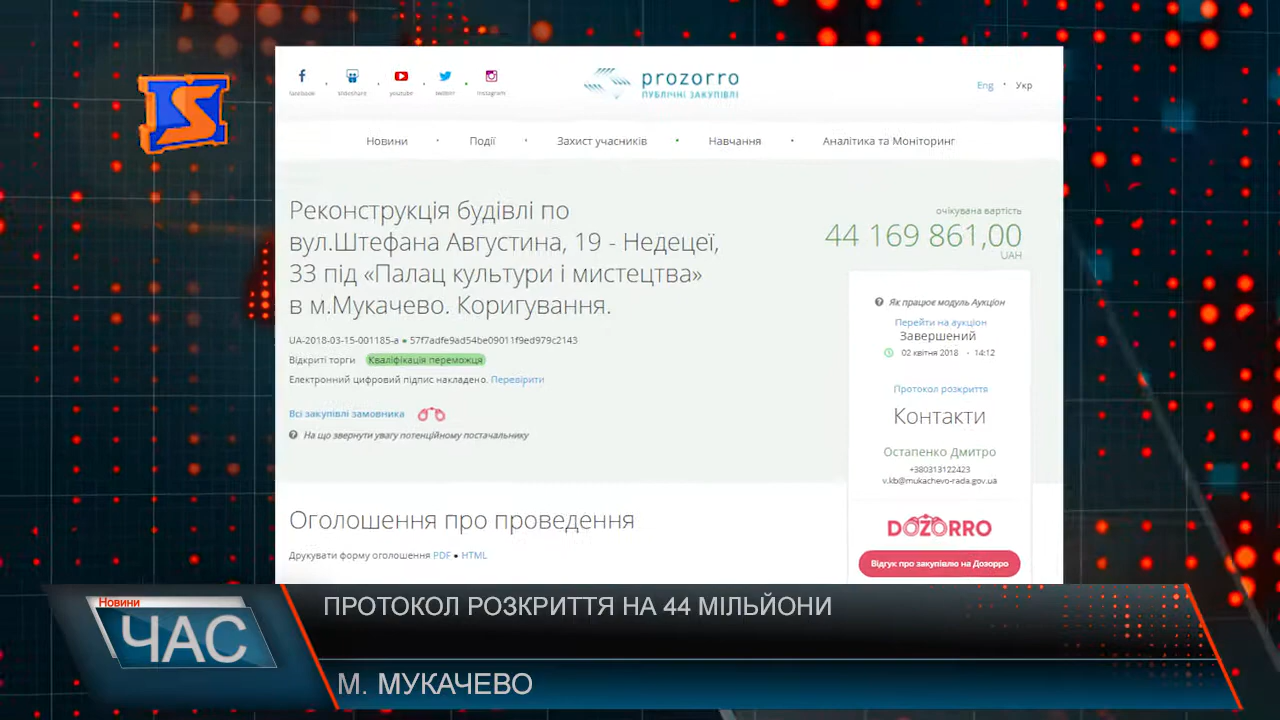 facebook
slideshare
youtube
twitter
instagram
prozorro
ПУБЛІЧНІ ЗАКУПІВЛІ
Eng • Укр
Новини • Події • Захист учасників • Навчання • Аналітика та Моніторинг
Реконструкція будівлі по
вул.Штефана Августина, 19 - Недецеї,
33 під «Палац культури і мистецтва»
в м.Мукачево. Коригування.
UA-2018-03-15-001185-a ● 57f7adfe9ad54be09011f9ed979c2143
Відкриті торги Кваліфікація переможця
Електронний цифровий підпис накладено. Перевірити
Всі закупівлі замовника
На що звернути увагу потенційному постачальнику
очікувана вартість
44 169 861,00
UAH
Як працює модуль Аукціон
Перейти на аукціон
Завершений
02 квітня 2018 - 14:12
Протокол розкриття
Контакти
Остапенко Дмитро
+380313122423
v.kb@mukachevo-rada.gov.ua
DOZORRO
Відгук про закупівлю на Дозорро
Оголошення про проведення
Друкувати форму оголошення PDF ● HTML
Новини
ЧАС
ПРОТОКОЛ РОЗКРИТТЯ НА 44 МІЛЬЙОНИ
М. МУКАЧЕВО